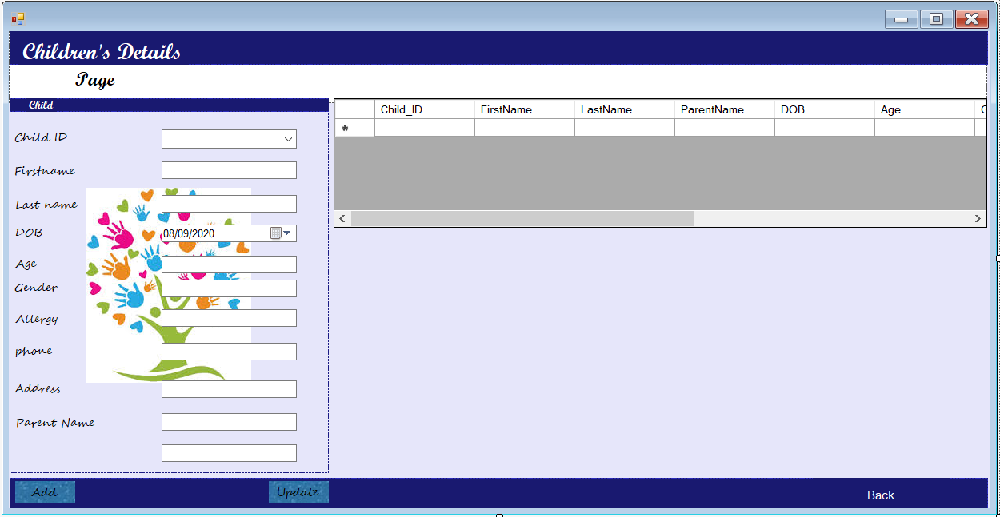 Children's Details
Page
Child
Child ID
Firstname
Last name
DOB 08/09/2020
Age
Gender
Allergy
phone
Address
Parent Name
Child_ID FirstName LastName ParentName DOB Age
*
Add Update Back